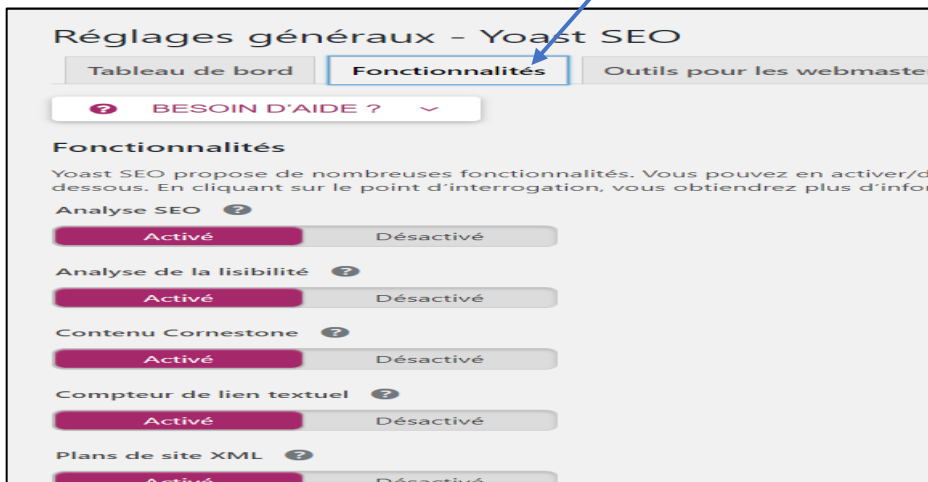 Réglages généraux - Yoast SEO
Tableau de bord Fonctionnalités Outils pour les webmaste
? BESOIN D'AIDE ?
Fonctionnalités
Yoast SEO propose de nombreuses fonctionnalités. Vous pouvez en activer/d
dessous. En cliquant sur le point d'interrogation, vous obtiendrez plus d'infor
Analyse SEO ?
Activé Désactivé
Analyse de la lisibilité ?
Activé Désactivé
Contenu Cornestone ?
Activé Désactivé
Compteur de lien textuel ?
Activé Désactivé
Plans de site XML ?
Activé Désactivé